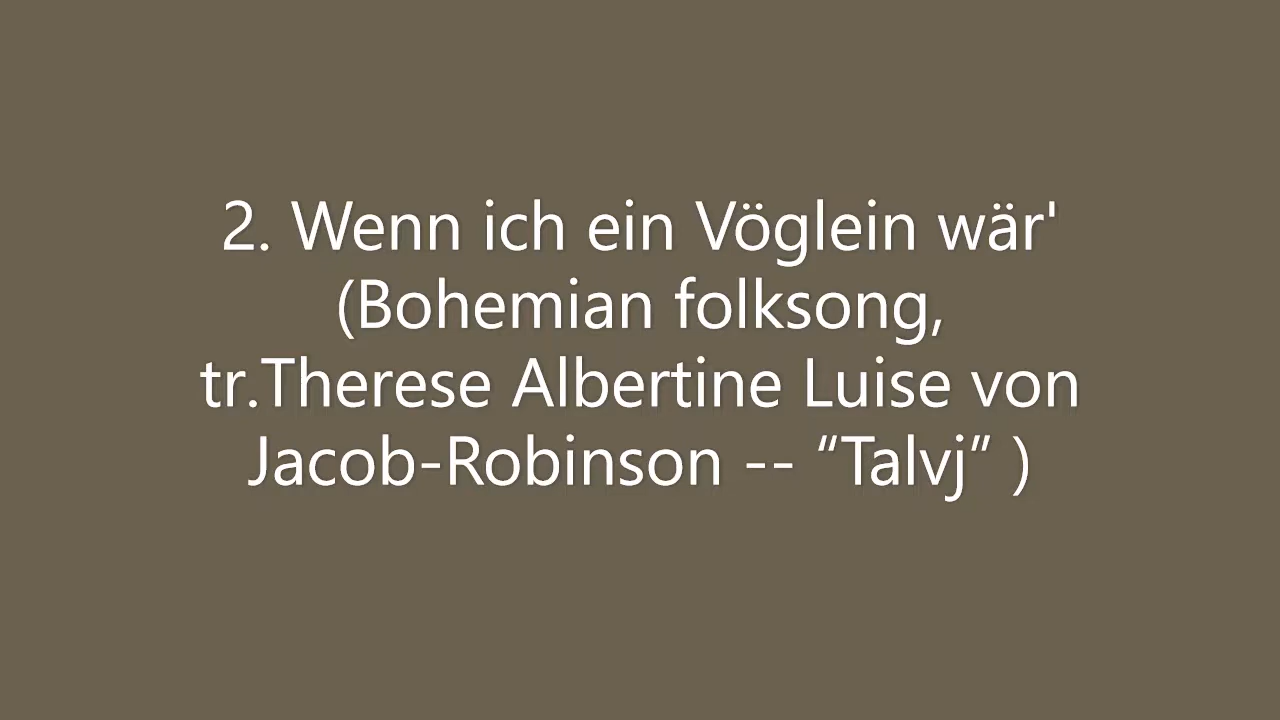 2. Wenn ich ein Vöglein wär'
(Bohemian folksong,
tr.Therese Albertine Luise von
Jacob-Robinson -- “Talvj” )